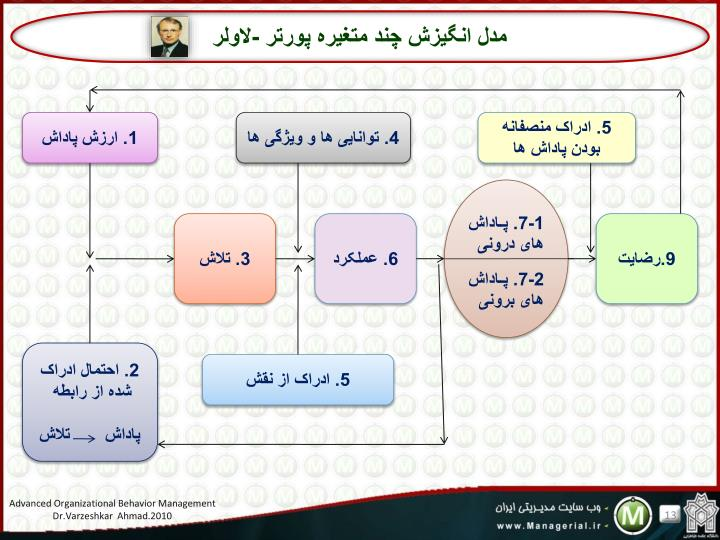 مدل انگیزش چند متغیره پورتر -لاولر
1. ارزش پاداش
4. توانایی ها و ویژگی ها
5. ادراک منصفانه
بودن پاداش ها
3. تلاش
6. عملکرد
7-1. پـاداش
های درونی
7-2. پـاداش
های برونی
9.رضایت
2. احتمال ادراک
شده از رابطه
پاداش تلاش
5. ادراک از نقش
Advanced Organizational Behavior Management
Dr.Varzeshkar Ahmad.2010
وب سایت مدیـریتی ایران
www.Managerial.ir
M
13